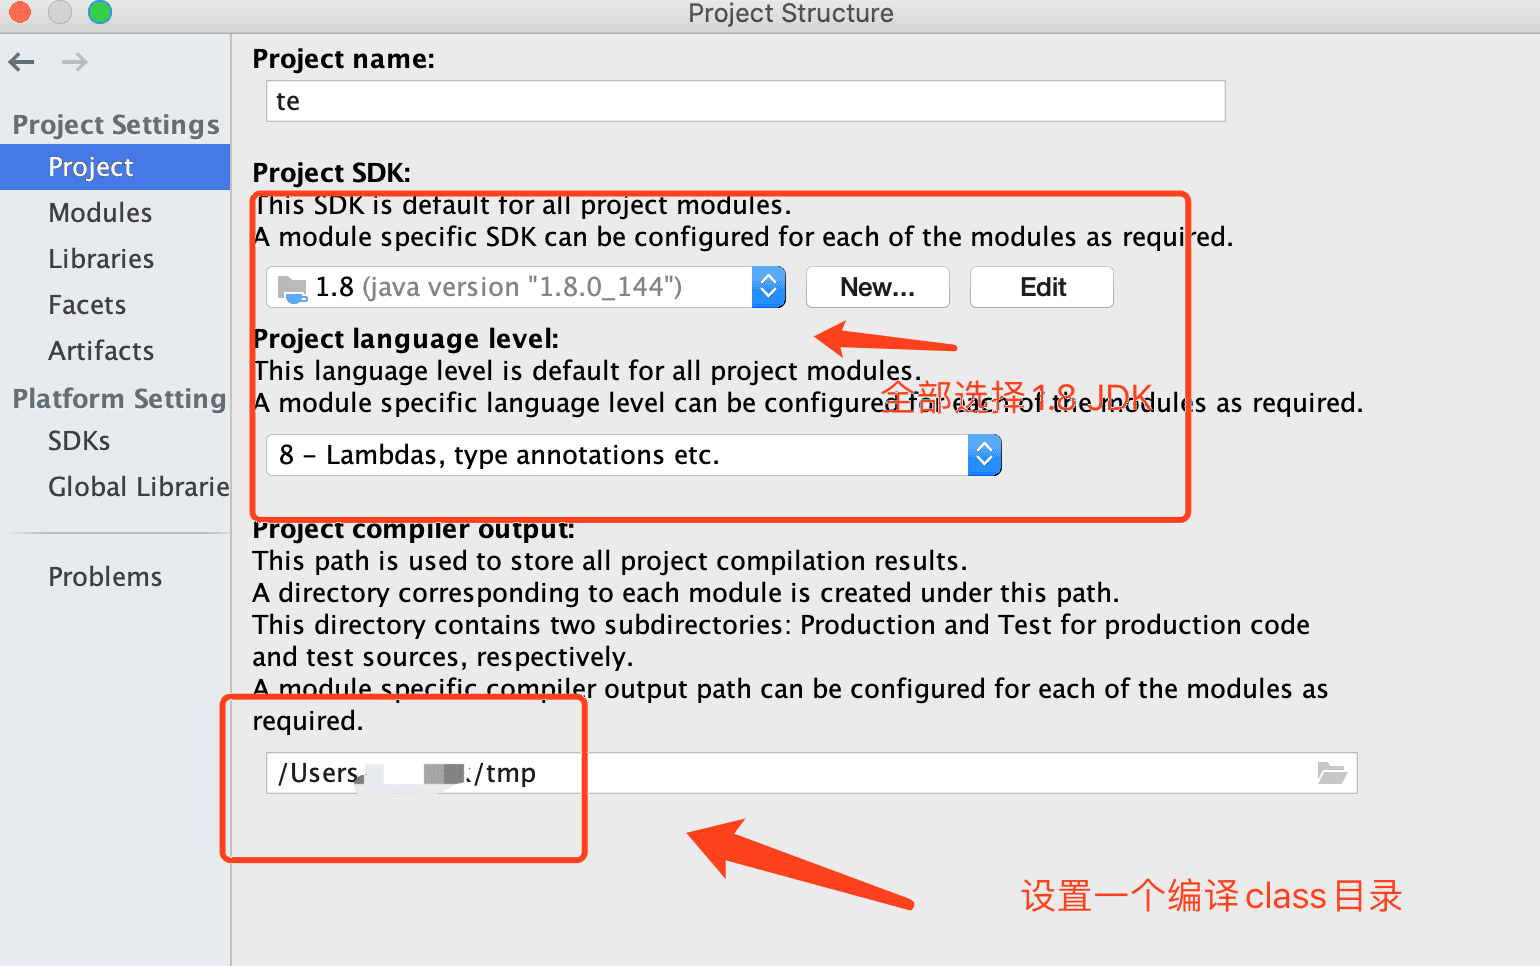 Project Structure
Project Settings
Project
Modules
Libraries
Facets
Artifacts
Platform Setting
SDKs
Global Librarie
Problems
Project name:
te
Project SDK:
This SDK is default for all project modules.
A module specific SDK can be configured for each of the modules as required.
1.8 (java version "1.8.0_144")
New...
Edit
Project language level:
This language level is default for all project modules.
A module specific language level can be configured for each of the modules as required.
全部选择1.8 JDK
8 – Lambdas, type annotations etc.
Project compiler output:
This path is used to store all project compilation results.
A directory corresponding to each module is created under this path.
This directory contains two subdirectories: Production and Test for production code
and test sources, respectively.
A module specific compiler output path can be configured for each of the modules as
required.
/Users /tmp
设置一个编译class目录